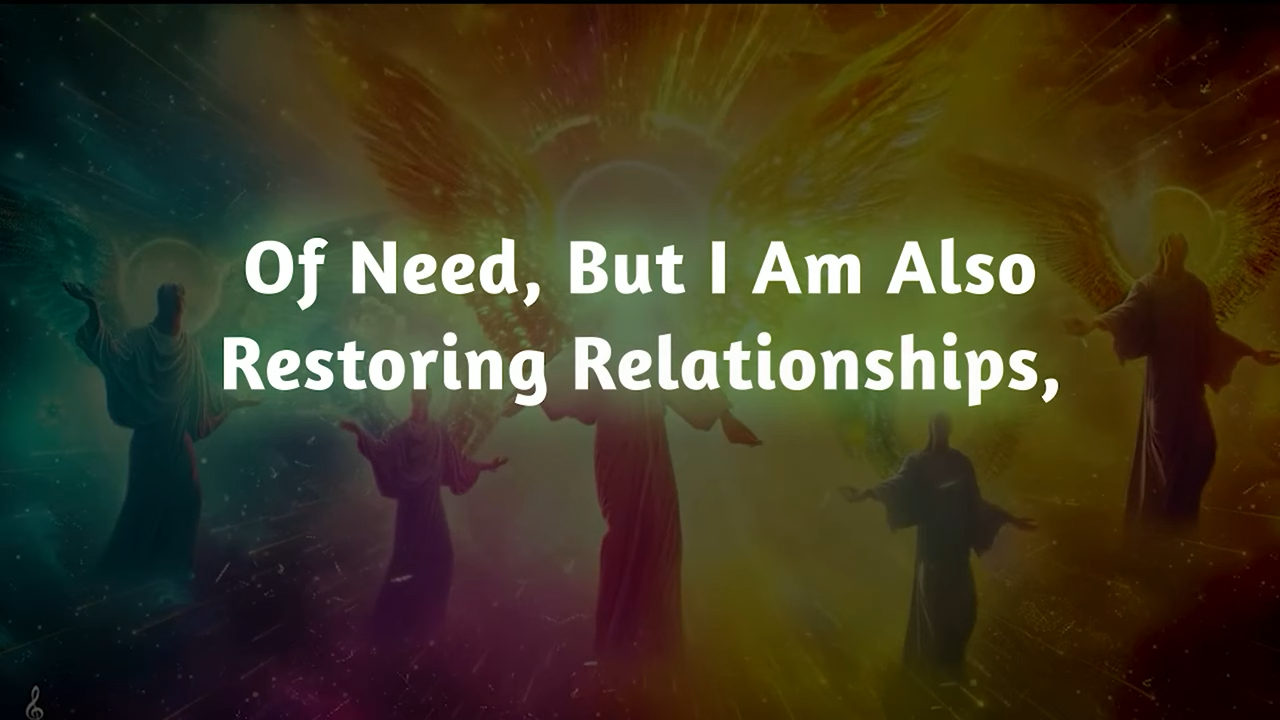 Of Need, But I Am Also
Restoring Relationships,